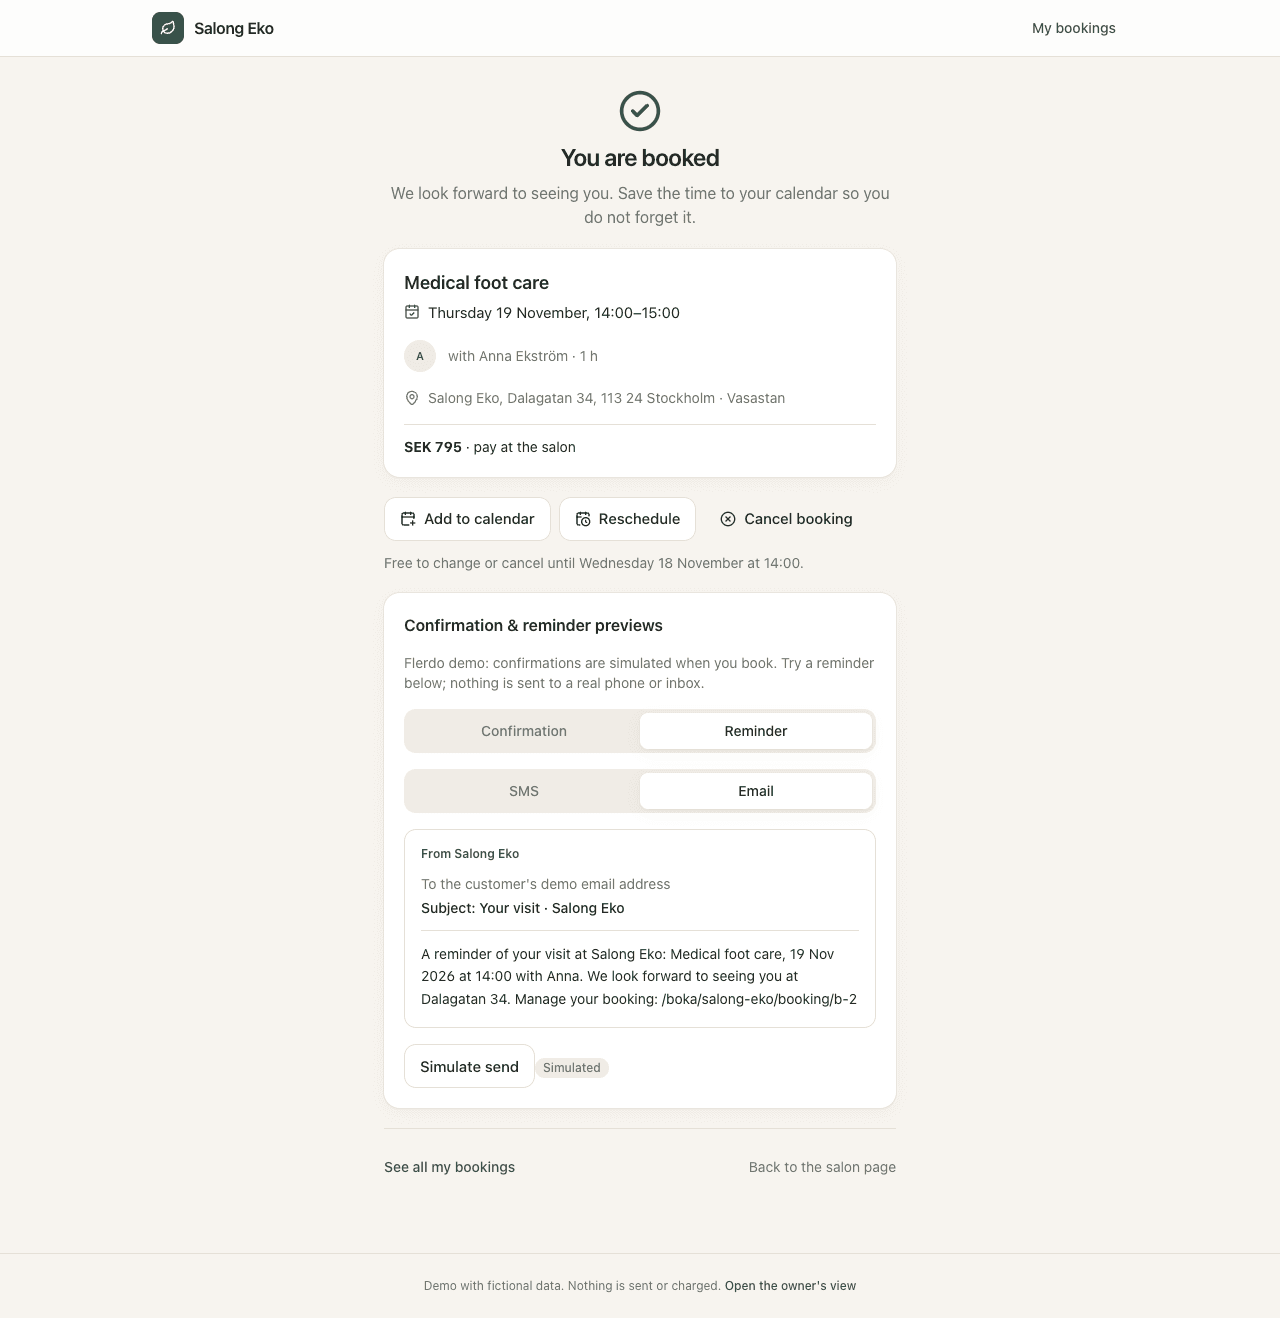 Salong Eko
My bookings
You are booked
We look forward to seeing you. Save the time to your calendar so you
do not forget it.
Medical foot care
Thursday 19 November, 14:00–15:00
A
with Anna Ekström · 1 h
Salong Eko, Dalagatan 34, 113 24 Stockholm · Vasastan
SEK 795 · pay at the salon
Add to calendar
Reschedule
Cancel booking
Free to change or cancel until Wednesday 18 November at 14:00.
Confirmation & reminder previews
Flerdo demo: confirmations are simulated when you book. Try a reminder
below; nothing is sent to a real phone or inbox.
Confirmation
Reminder
SMS
Email
From Salong Eko
To the customer's demo email address
Subject: Your visit · Salong Eko
A reminder of your visit at Salong Eko: Medical foot care, 19 Nov
2026 at 14:00 with Anna. We look forward to seeing you at
Dalagatan 34. Manage your booking: /boka/salong-eko/booking/b-2
Simulate send
Simulated
See all my bookings
Back to the salon page
Demo with fictional data. Nothing is sent or charged. Open the owner's view